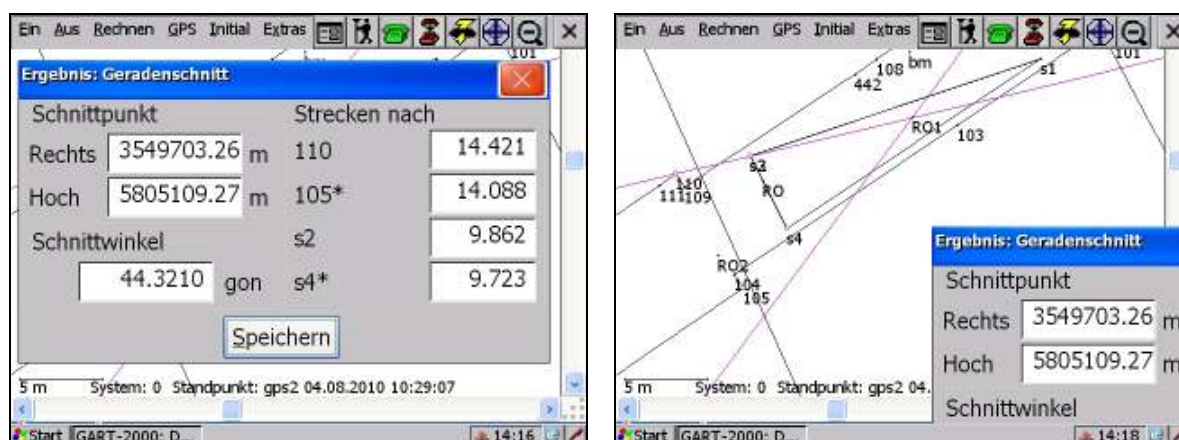 Ein Aus Rechnen GPS Initial Extras
101
Ergebnis: Geradenschnitt
Schnittpunkt
Strecken nach
Rechts 3549703.26 m
110 14.421
Hoch 5805109.27 m
105* 14.088
Schnittwinkel
s2 9.862
44.3210 gon
s4* 9.723
Speichern
5 m System: 0 Standpunkt: gps2 04.08.2010 10:29:07
Start GART-2000: D... 14:16
Ein Aus Rechnen GPS Initial Extras
101
108 bm
s1
442
RO1
103
s3
110
111 109
RO
s4
RO2
104
105
Ergebnis: Geradenschnitt
Schnittpunkt
Rechts 3549703.26 m
Hoch 5805109.27 m
Schnittwinkel
5 m System: 0 Standpunkt: gps2 04.
Start GART-2000: D... 14:18